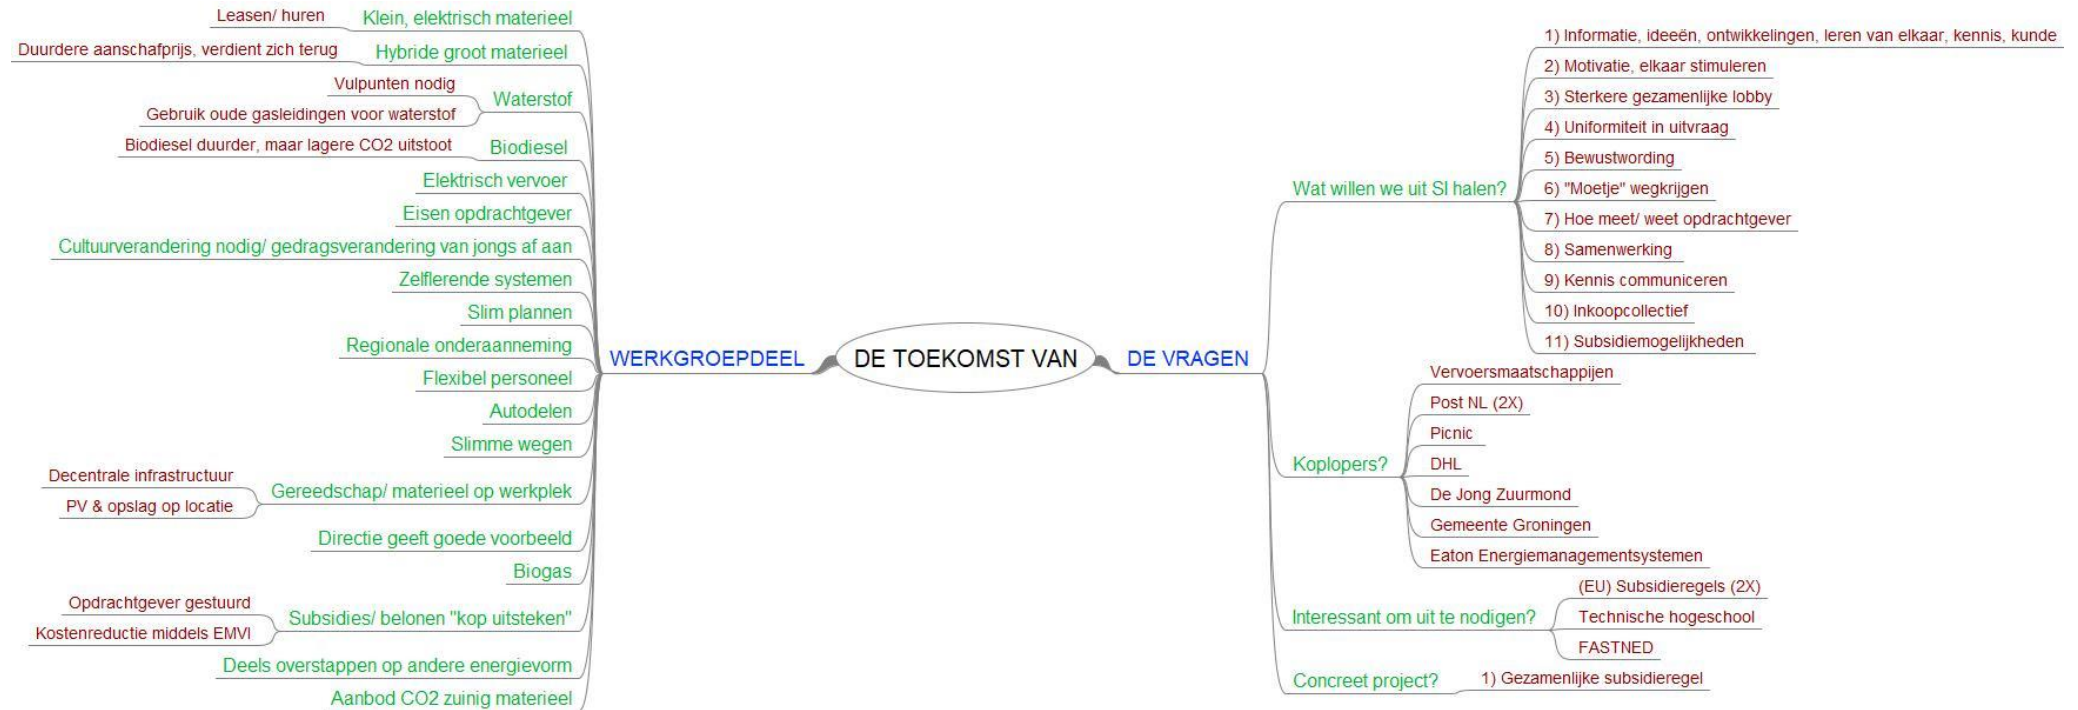 Leasen/ huren
Klein, elektrisch materieel
Duurdere aanschafprijs, verdient zich terug
Hybride groot materieel
Vulpunten nodig
Gebruik oude gasleidingen voor waterstof
Waterstof
Biodiesel duurder, maar lagere CO2 uitstoot
Biodiesel
Elektrisch vervoer
Eisen opdrachtgever
Cultuurverandering nodig/ gedragsverandering van jongs af aan
Zelflerende systemen
Slim plannen
Regionale onderaanneming
Flexibel personeel
Autodelen
Slimme wegen
Decentrale infrastructuur
PV & opslag op locatie
Gereedschap/ materieel op werkplek
Directie geeft goede voorbeeld
Biogas
Opdrachtgever gestuurd
Kostenreductie middels EMVI
Subsidies/ belonen "kop uitsteken"
Deels overstappen op andere energievorm
Aanbod CO2 zuinig materieel
WERKGROEPDEEL
DE TOEKOMST VAN
DE VRAGEN
Wat willen we uit SI halen?
1) Informatie, ideeën, ontwikkelingen, leren van elkaar, kennis, kunde
2) Motivatie, elkaar stimuleren
3) Sterkere gezamenlijke lobby
4) Uniformiteit in uitvraag
5) Bewustwording
6) "Moetje" wegkrijgen
7) Hoe meet/ weet opdrachtgever
8) Samenwerking
9) Kennis communiceren
10) Inkoopcollectief
11) Subsidiemogelijkheden
Koplopers?
Vervoersmaatschappijen
Post NL (2X)
Picnic
DHL
De Jong Zuurmond
Gemeente Groningen
Eaton Energiemanagementsystemen
Interessant om uit te nodigen?
(EU) Subsidieregels (2X)
Technische hogeschool
FASTNED
Concreet project?
1) Gezamenlijke subsidieregel